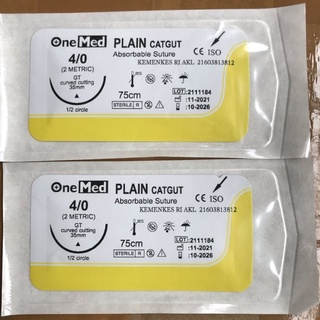 OneMed
PLAIN CATGUT
Absorbable Suture
CE ISO
KEMENKES RI AKL 21603813812
4/0
(2 METRIC)
GT
curved cutting
35mm
1/2 circle
75cm
STERILE R
LOT: 2111184
: 11-2021
: 10-2026
OneMed
PLAIN CATGUT
Absorbable Suture
CE ISO
KEMENKES RI AKL 21603813812
4/0
(2 METRIC)
GT
curved cutting
35mm
1/2 circle
75cm
STERILE R
LOT: 2111184
: 11-2021
: 10-2026